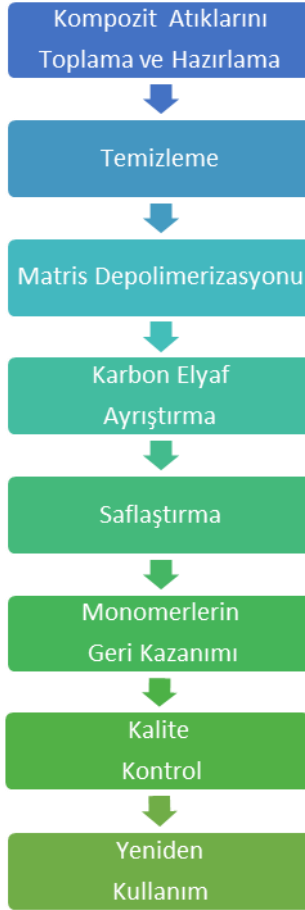 Kompozit Atıklarını
Toplama ve Hazırlama
Temizleme
Matris Depolimerizasyonu
Karbon Elyaf
Ayrıştırma
Saflaştırma
Monomerlerin
Geri Kazanımı
Kalite
Kontrol
Yeniden
Kullanım